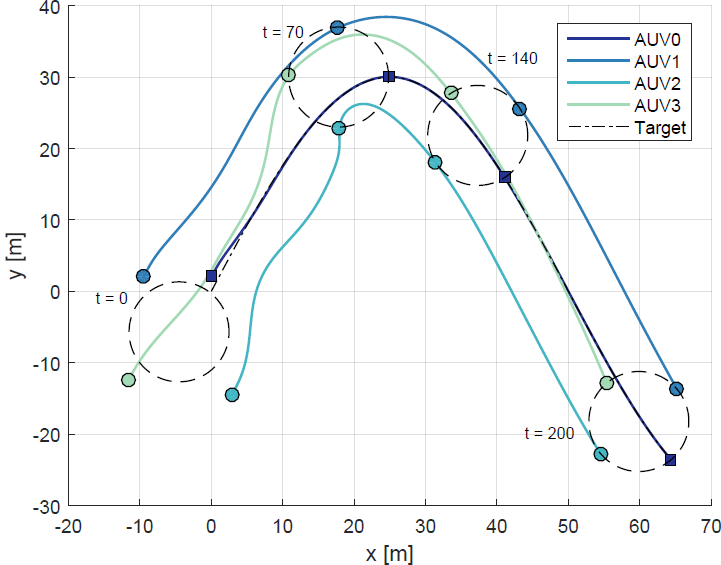 40
30
20
10
0
-10
-20
-30
y [m]
t = 70
t = 140
t = 0
t = 200
AUV0
AUV1
AUV2
AUV3
Target
-20 -10 0 10 20 30 40 50 60 70
x [m]